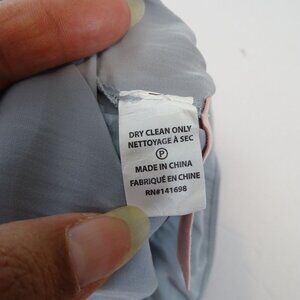 DRY CLEAN ONLY
NETTOYAGE À SEC
P
MADE IN CHINA
FABRIQUÉ EN CHINE
RN#141698